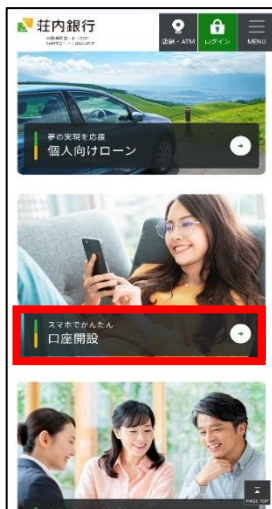 荘内銀行
店舗・ATM
ログイン
MENU
夢の実現を応援
個人向けローン
スマホでかんたん
口座開設
PAGE TOP